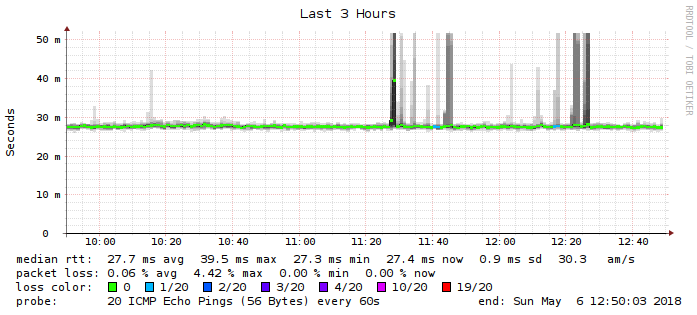 Last 3 Hours
RRDTOOL / TOBI OETIKER
Seconds
50 m
40 m
30 m
20 m
10 m
0
10:00 10:20 10:40 11:00 11:20 11:40 12:00 12:20 12:40
median rtt: 27.7 ms avg 39.5 ms max 27.3 ms min 27.4 ms now 0.9 ms sd 30.3 am/s
packet loss: 0.06 % avg 4.42 % max 0.00 % min 0.00 % now
loss color: 0 1/20 2/20 3/20 4/20 10/20 19/20
probe: 20 ICMP Echo Pings (56 Bytes) every 60s end: Sun May 6 12:50:03 2018